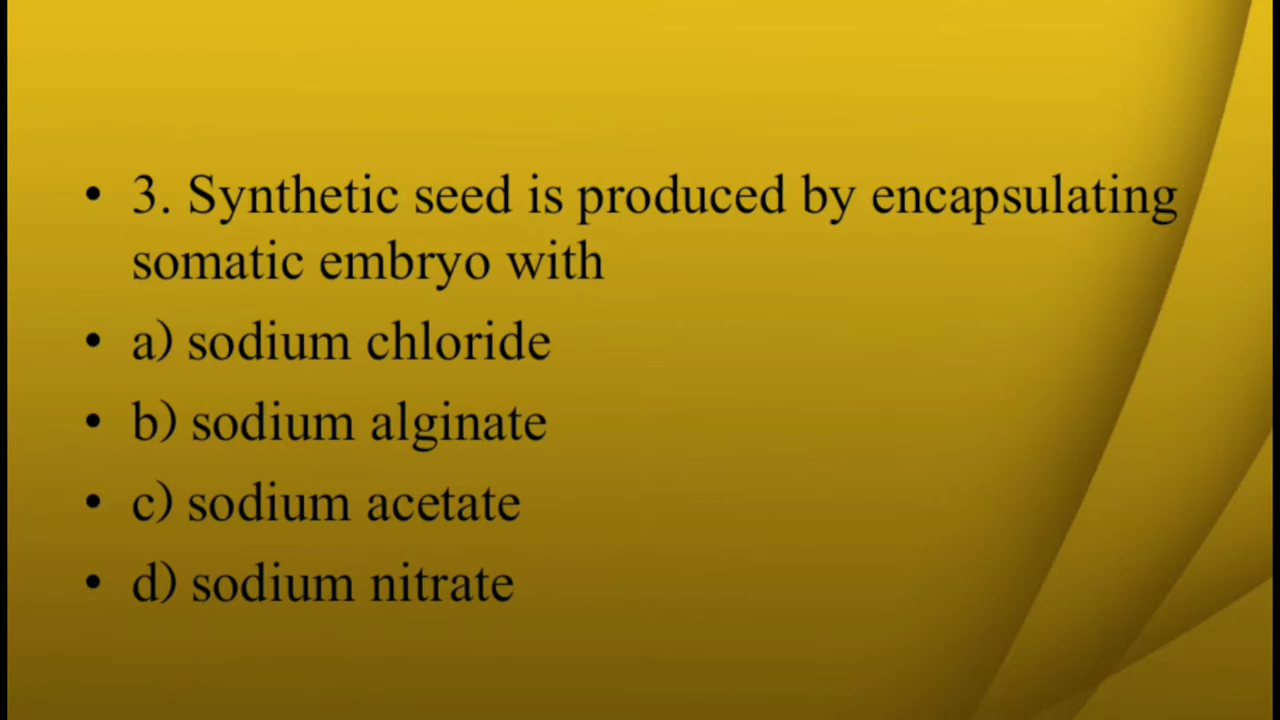 • 3. Synthetic seed is produced by encapsulating
somatic embryo with
• a) sodium chloride
• b) sodium alginate
• c) sodium acetate
• d) sodium nitrate